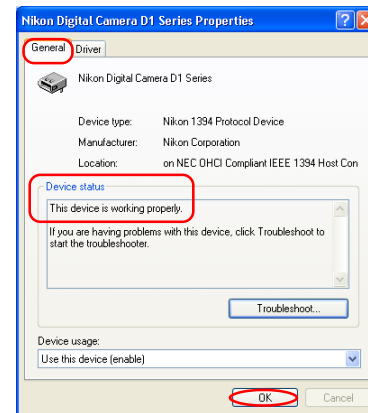 Nikon Digital Camera D1 Series Properties
General Driver
Nikon Digital Camera D1 Series
Device type: Nikon 1394 Protocol Device
Manufacturer: Nikon Corporation
Location: on NEC OHCI Compliant IEEE 1394 Host Con
Device status
This device is working properly.
If you are having problems with this device, click Troubleshoot to
start the troubleshooter.
Troubleshoot...
Device usage:
Use this device (enable)
OK Cancel